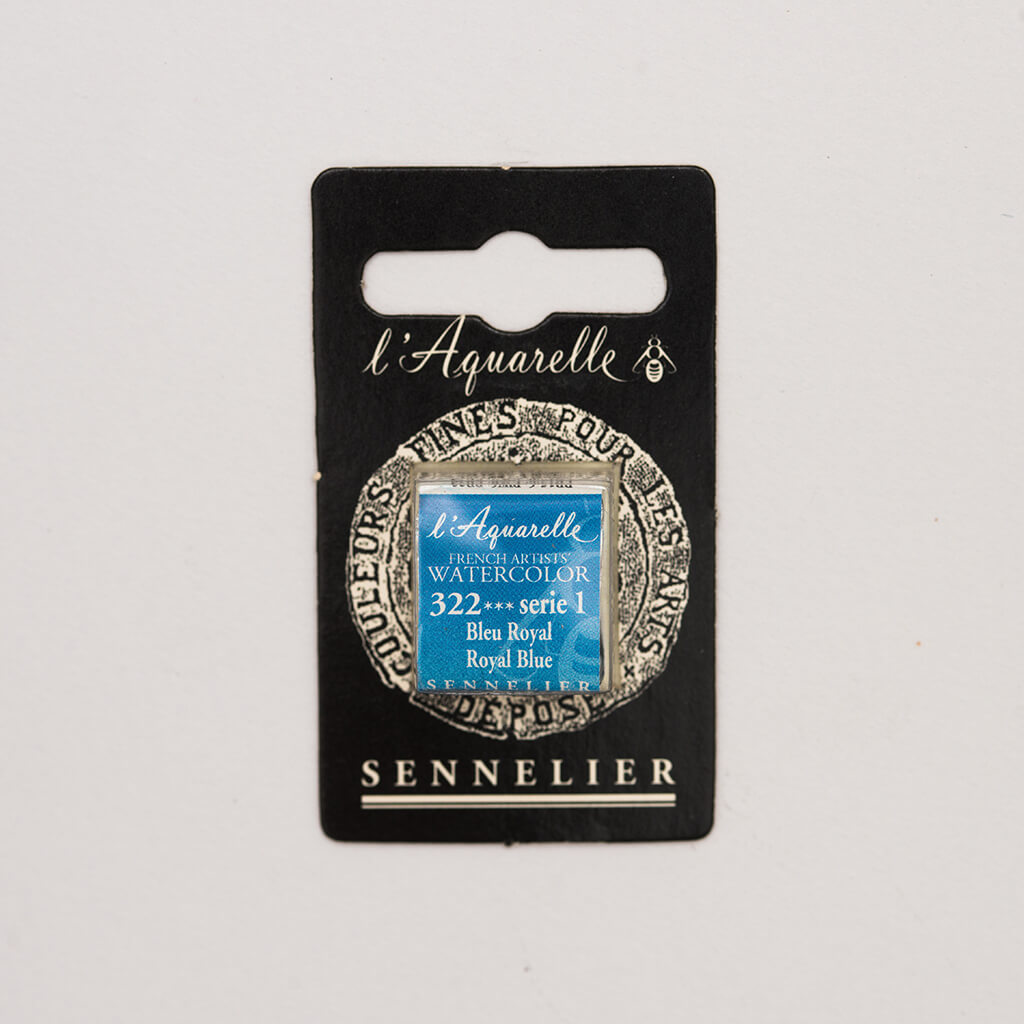 l'Aquarelle
COULEURS FINES POUR LES ARTS
DÉPOSÉ
l'Aquarelle
FRENCH ARTISTS'
WATERCOLOR
322*** serie 1
Bleu Royal
Royal Blue
SENNELIER
SENNELIER